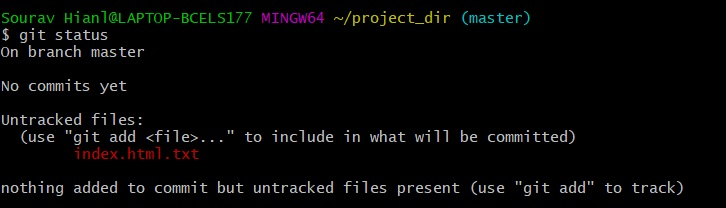 Sourav Hianl@LAPTOP-BCELS177 MINGW64 ~/project_dir (master)
$ git status
On branch master
No commits yet
Untracked files:
(use "git add <file>..." to include in what will be committed)
index.html.txt
nothing added to commit but untracked files present (use "git add" to track)